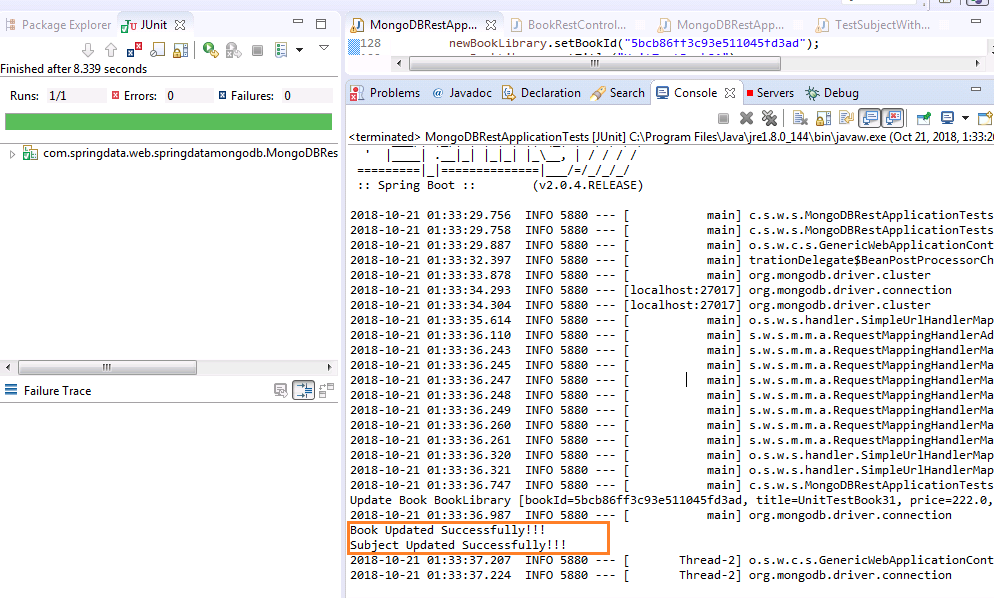 Package Explorer JUnit
Finished after 8.339 seconds
Runs: 1/1 Errors: 0 Failures: 0
com.springdata.web.springdatamongodb.MongoDBRes
Failure Trace
MongoDBRestApp... BookRestControl... MongoDBRestApp... TestSubjectWith...
128 newBookLibrary.setBookId("5bcb86ff3c93e511045fd3ad");
Problems @ Javadoc Declaration Search Console Servers Debug
<terminated> MongoDBRestApplicationTests [JUnit] C:\Program Files\Java\jre1.8.0_144\bin\javaw.exe (Oct 21, 2018, 1:33:20
' |____| .__|_| |_|_| |_\__, | / / / /
=========|_|==============|___/=/_/_/_/
:: Spring Boot :: (v2.0.4.RELEASE)
2018-10-21 01:33:29.756 INFO 5880 --- [ main] c.s.w.s.MongoDBRestApplicationTests
2018-10-21 01:33:29.758 INFO 5880 --- [ main] c.s.w.s.MongoDBRestApplicationTests
2018-10-21 01:33:29.887 INFO 5880 --- [ main] o.s.w.c.s.GenericWebApplicationCont
2018-10-21 01:33:32.397 INFO 5880 --- [ main] trationDelegate$BeanPostProcessorCh
2018-10-21 01:33:33.878 INFO 5880 --- [ main] org.mongodb.driver.cluster
2018-10-21 01:33:34.293 INFO 5880 --- [localhost:27017] org.mongodb.driver.connection
2018-10-21 01:33:34.304 INFO 5880 --- [localhost:27017] org.mongodb.driver.cluster
2018-10-21 01:33:35.614 INFO 5880 --- [ main] o.s.w.s.handler.SimpleUrlHandlerMap
2018-10-21 01:33:36.110 INFO 5880 --- [ main] s.w.s.m.m.a.RequestMappingHandlerAd
2018-10-21 01:33:36.243 INFO 5880 --- [ main] s.w.s.m.m.a.RequestMappingHandlerMa
2018-10-21 01:33:36.245 INFO 5880 --- [ main] s.w.s.m.m.a.RequestMappingHandlerMa
2018-10-21 01:33:36.247 INFO 5880 --- [ main] s.w.s.m.m.a.RequestMappingHandlerMa
2018-10-21 01:33:36.248 INFO 5880 --- [ main] s.w.s.m.m.a.RequestMappingHandlerMa
2018-10-21 01:33:36.249 INFO 5880 --- [ main] s.w.s.m.m.a.RequestMappingHandlerMa
2018-10-21 01:33:36.260 INFO 5880 --- [ main] s.w.s.m.m.a.RequestMappingHandlerMa
2018-10-21 01:33:36.261 INFO 5880 --- [ main] s.w.s.m.m.a.RequestMappingHandlerMa
2018-10-21 01:33:36.320 INFO 5880 --- [ main] o.s.w.s.handler.SimpleUrlHandlerMap
2018-10-21 01:33:36.321 INFO 5880 --- [ main] o.s.w.s.handler.SimpleUrlHandlerMap
2018-10-21 01:33:36.747 INFO 5880 --- [ main] c.s.w.s.MongoDBRestApplicationTests
Update Book BookLibrary [bookId=5bcb86ff3c93e511045fd3ad, title=UnitTestBook31, price=222.0,
2018-10-21 01:33:36.987 INFO 5880 --- [ main] org.mongodb.driver.connection
Book Updated Successfully!!!
Subject Updated Successfully!!!
2018-10-21 01:33:37.207 INFO 5880 --- [ Thread-2] o.s.w.c.s.GenericWebApplicationCont
2018-10-21 01:33:37.224 INFO 5880 --- [ Thread-2] org.mongodb.driver.connection